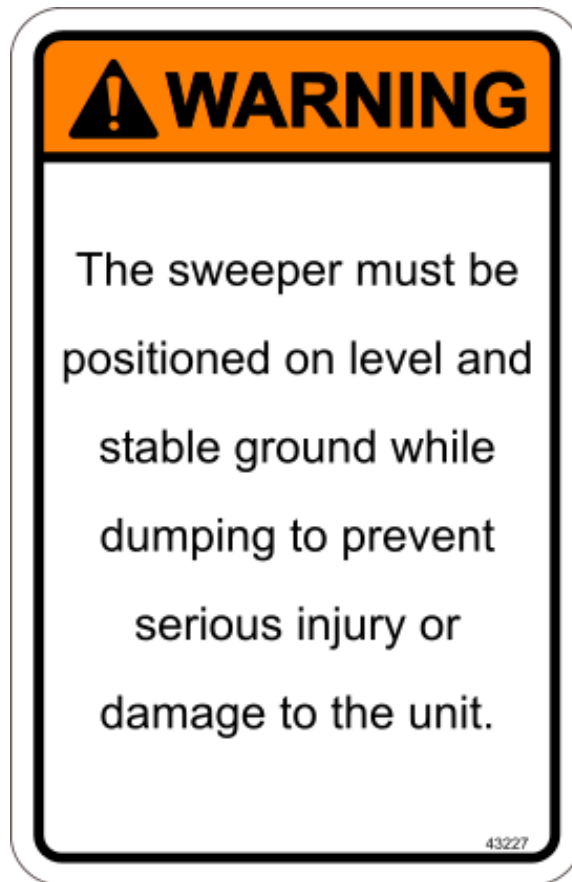 WARNING
The sweeper must be
positioned on level and
stable ground while
dumping to prevent
serious injury or
damage to the unit.
43227